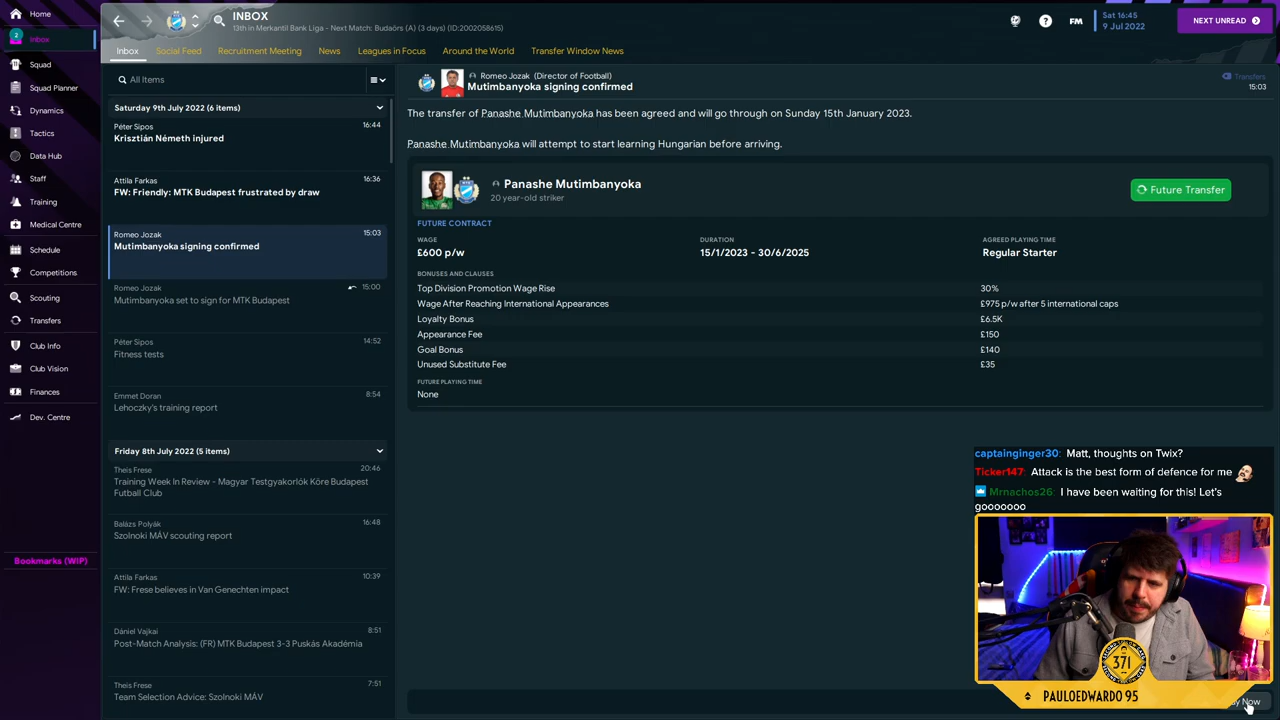 Home
2
Inbox
Squad
Squad Planner
Dynamics
Tactics
Data Hub
Staff
Training
Medical Centre
Schedule
Competitions
Scouting
Transfers
Club Info
Club Vision
Finances
Dev. Centre
Bookmarks (WIP)
INBOX
13th in Merkantil Bank Liga - Next Match: Budaörs (A) (3 days) (ID:2002058615)
?
FM
Sat 16:45
9 Jul 2022
NEXT UNREAD
Inbox
Social Feed
Recruitment Meeting
News
Leagues in Focus
Around the World
Transfer Window News
All Items
Saturday 9th July 2022 (6 items)
Péter Sipos 16:44
Krisztián Németh injured
Attila Farkas 16:36
FW: Friendly: MTK Budapest frustrated by draw
Romeo Jozak 15:03
Mutimbanyoka signing confirmed
Romeo Jozak 15:00
Mutimbanyoka set to sign for MTK Budapest
Péter Sipos 14:52
Fitness tests
Emmet Doran 8:54
Lehoczky's training report
Friday 8th July 2022 (5 items)
Theis Frese 20:46
Training Week In Review - Magyar Testgyakorlók Köre Budapest
Futball Club
Balázs Polyák 16:48
Szolnoki MÁV scouting report
Attila Farkas 10:39
FW: Frese believes in Van Genechten impact
Dániel Vajkai 8:51
Post-Match Analysis: (FR) MTK Budapest 3-3 Puskás Akadémia
Theis Frese 7:51
Team Selection Advice: Szolnoki MÁV
Romeo Jozak (Director of Football)
Mutimbanyoka signing confirmed
Transfers
15:03
The transfer of Panashe Mutimbanyoka has been agreed and will go through on Sunday 15th January 2023.
Panashe Mutimbanyoka will attempt to start learning Hungarian before arriving.
Panashe Mutimbanyoka
20 year-old striker
Future Transfer
FUTURE CONTRACT
WAGE
£600 p/w
DURATION
15/1/2023 - 30/6/2025
AGREED PLAYING TIME
Regular Starter
BONUSES AND CLAUSES
Top Division Promotion Wage Rise 30%
Wage After Reaching International Appearances £975 p/w after 5 international caps
Loyalty Bonus £6.5K
Appearance Fee £150
Goal Bonus £140
Unused Substitute Fee £35
FUTURE PLAYING TIME
None
captainginger30: Matt, thoughts on Twix?
Ticker147: Attack is the best form of defence for me
Mrnachos26: I have been waiting for this! Let's
gooooooo
371
PAULOEDWARDO 95
Now